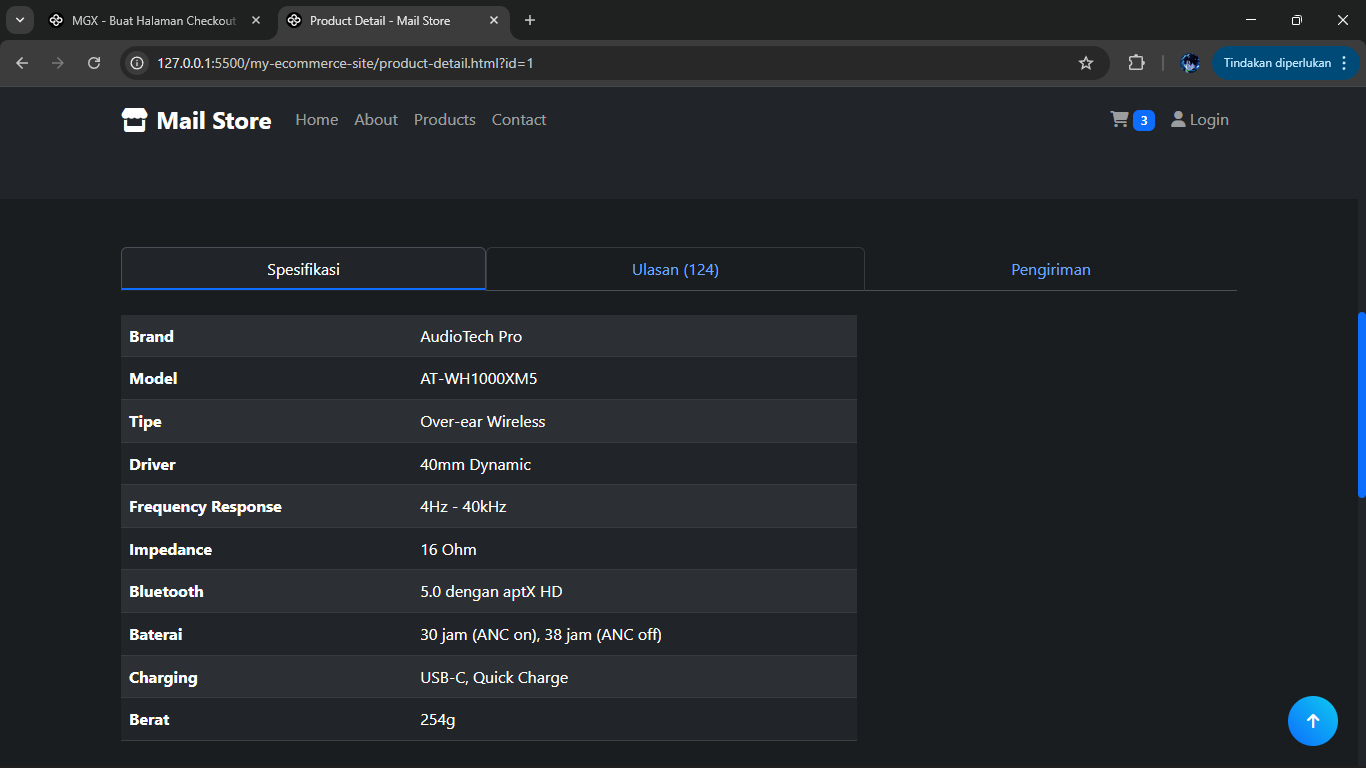 MGX - Buat Halaman Checkout
Product Detail - Mail Store
127.0.0.1:5500/my-ecommerce-site/product-detail.html?id=1
Tindakan diperlukan
Mail Store Home About Products Contact 3 Login
Spesifikasi Ulasan (124) Pengiriman
Brand AudioTech Pro
Model AT-WH1000XM5
Tipe Over-ear Wireless
Driver 40mm Dynamic
Frequency Response 4Hz - 40kHz
Impedance 16 Ohm
Bluetooth 5.0 dengan aptX HD
Baterai 30 jam (ANC on), 38 jam (ANC off)
Charging USB-C, Quick Charge
Berat 254g